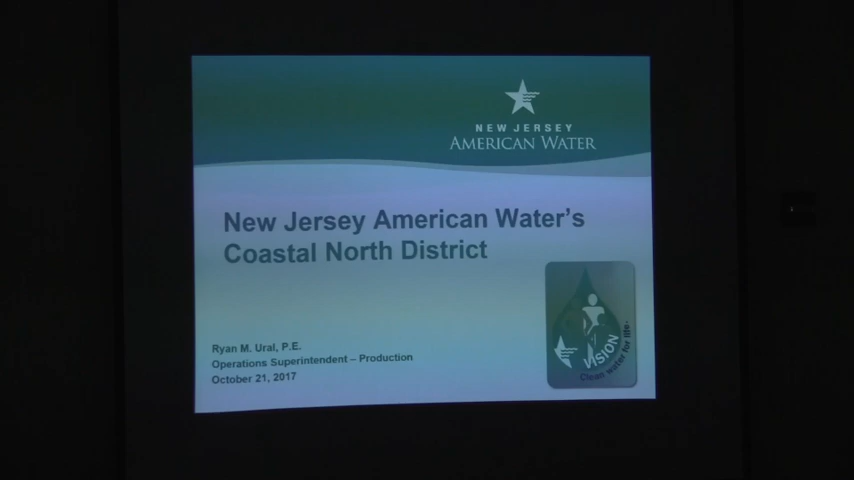 NEW JERSEY
AMERICAN WATER
New Jersey American Water's
Coastal North District
Ryan M. Ural, P.E.
Operations Superintendent – Production
October 21, 2017
VISION
Clean water for life.